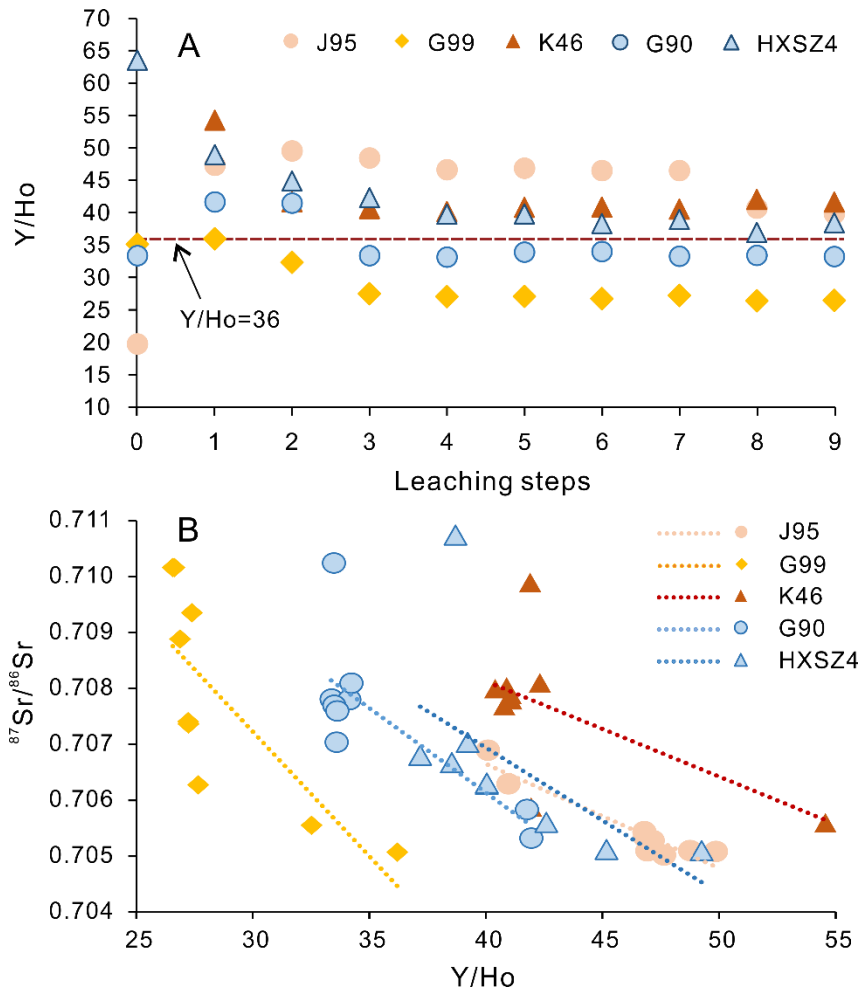 A
J95 G99 K46 G90 HXSZ4
70
65
60
55
50
45
40
35
30
25
20
15
10
Y/Ho
Y/Ho=36
0 1 2 3 4 5 6 7 8 9
Leaching steps
B
0.711
0.710
0.709
0.708
0.707
0.706
0.705
0.704
⁸⁷Sr/⁸⁶Sr
J95
G99
K46
G90
HXSZ4
25 30 35 40 45 50 55
Y/Ho